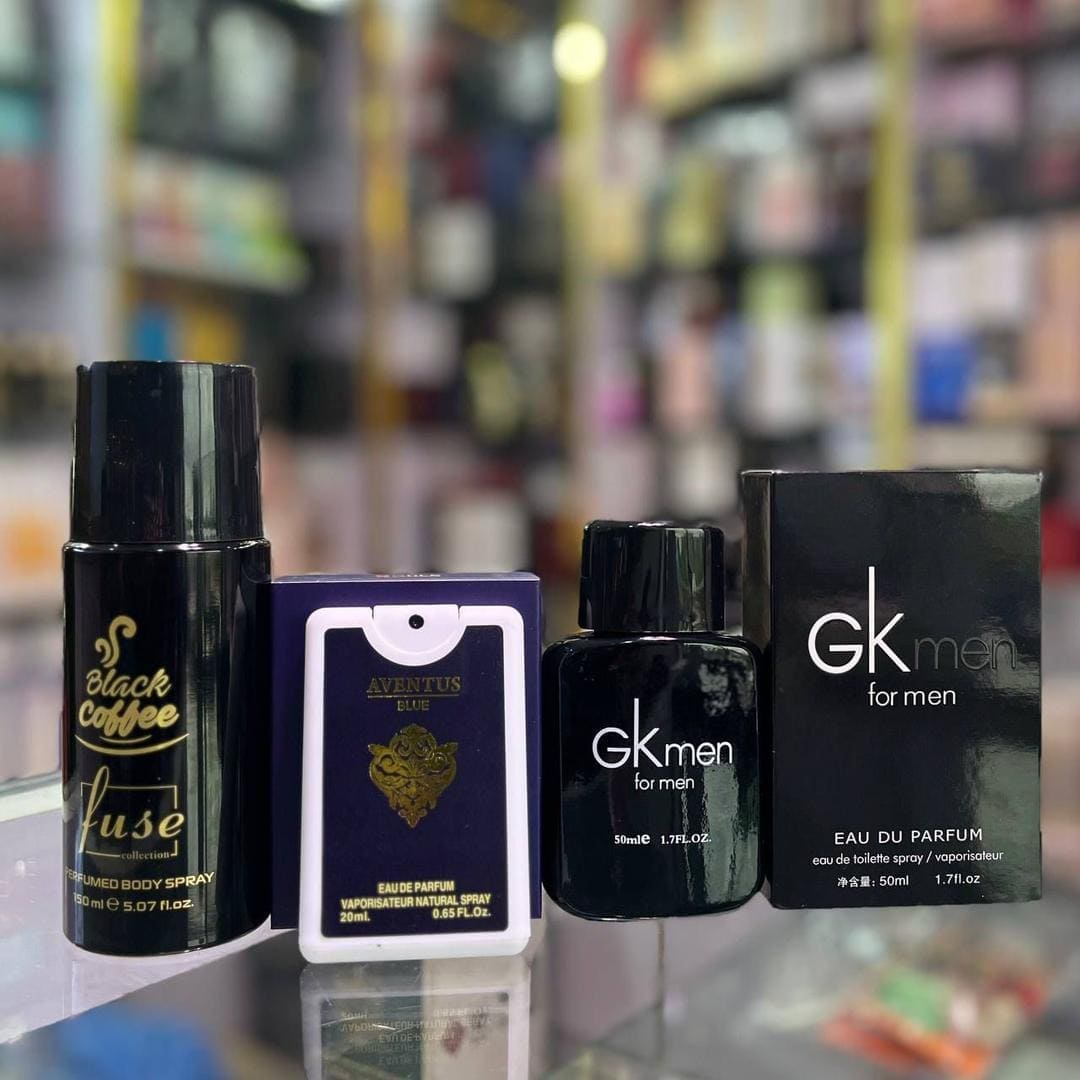 Black
Coffee
fuse
collection
PERFUMED BODY SPRAY
150 ml ℮ 5.07 fl.oz.
AVENTUS
BLUE
EAU DE PARFUM
VAPORISATEUR NATURAL SPRAY
20ml. 0.65 FL.Oz.
GKmen
for men
50ml℮ 1.7FL.OZ.
GKmen
for men
EAU DU PARFUM
eau de toilette spray / vaporisateur
净含量: 50ml 1.7fl.oz